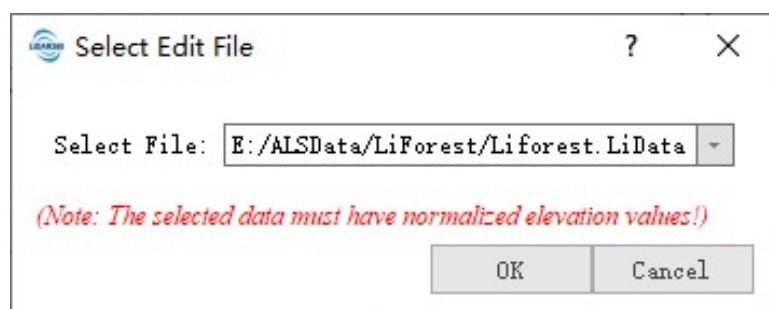 Select Edit File ?
Select File: E:/ALSData/LiForest/Liforest.LiData
(Note: The selected data must have normalized elevation values!)
OK Cancel